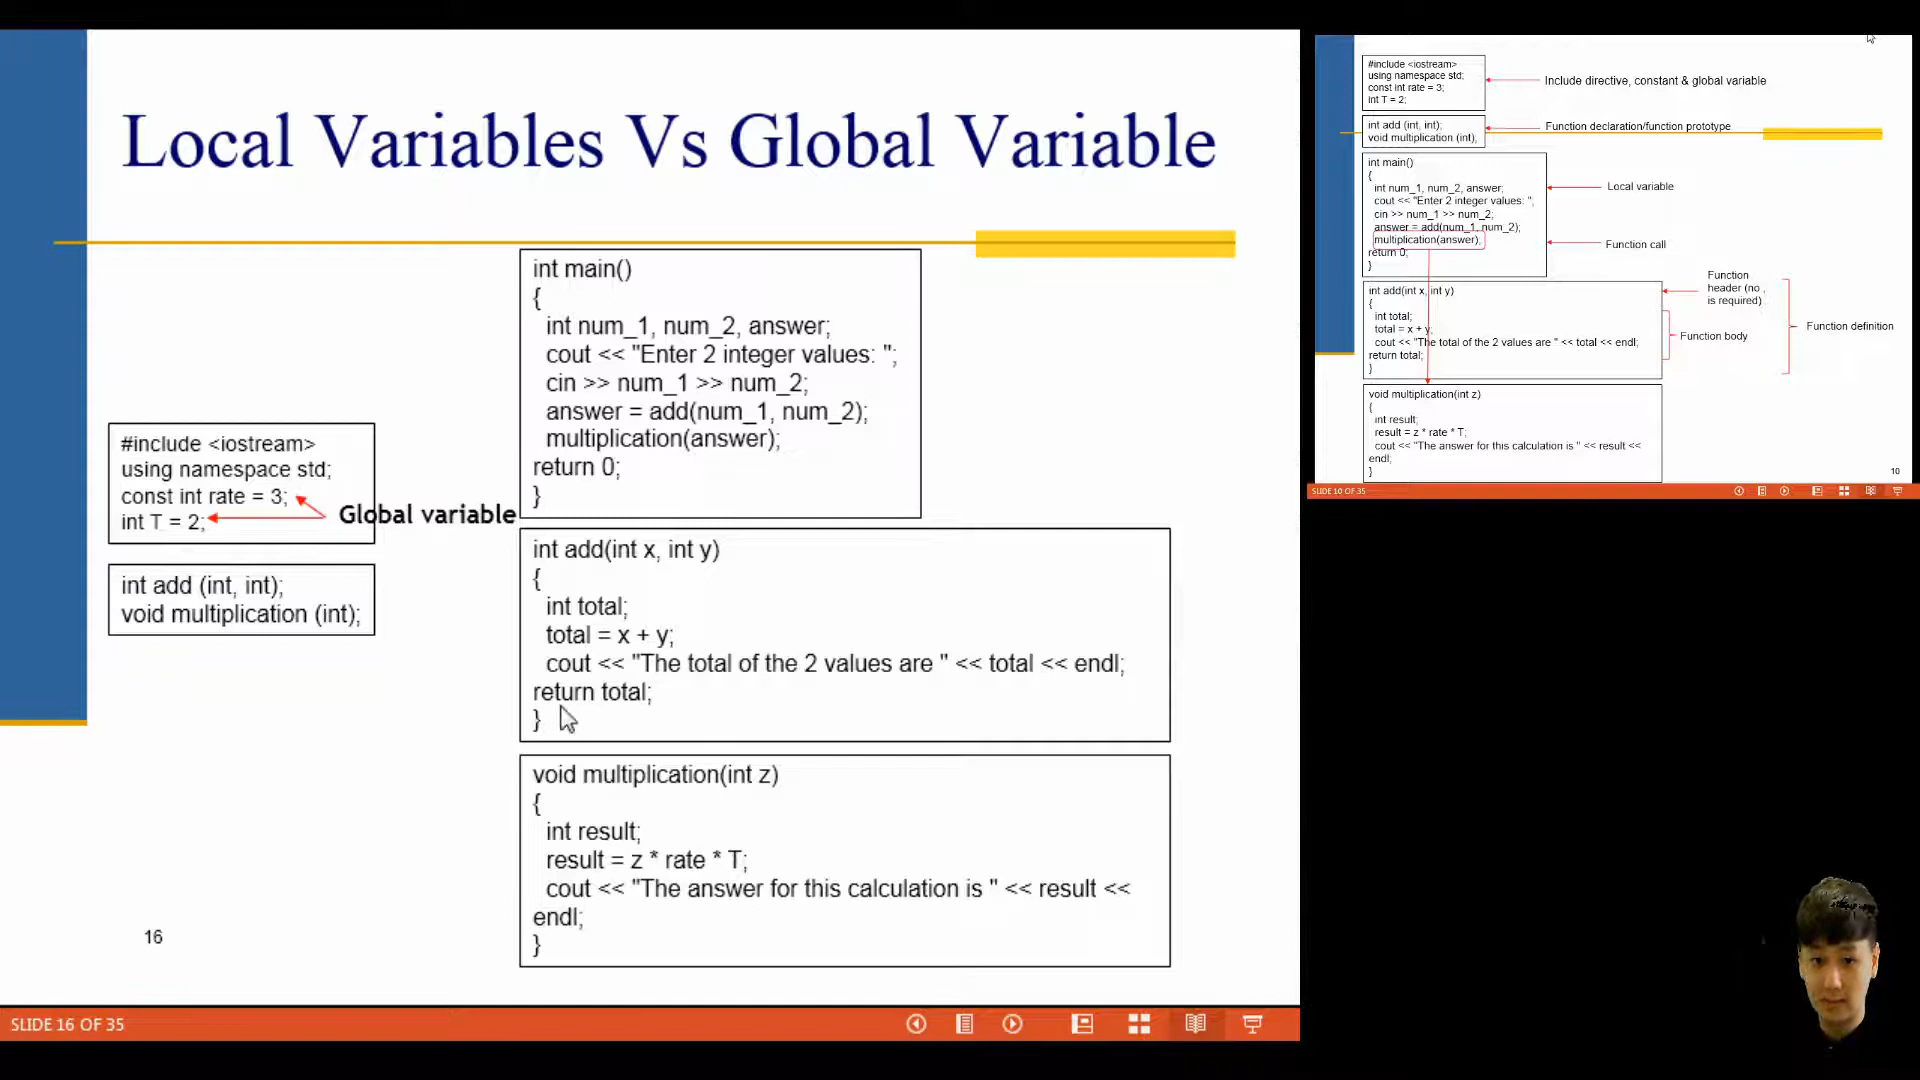 Local Variables Vs Global Variable
#include <iostream>
using namespace std;
const int rate = 3;
int T = 2;
Global variable
int add (int, int);
void multiplication (int);
int main()
{
int num_1, num_2, answer;
cout << "Enter 2 integer values: ";
cin >> num_1 >> num_2;
answer = add(num_1, num_2);
multiplication(answer);
return 0;
}
int add(int x, int y)
{
int total;
total = x + y;
cout << "The total of the 2 values are " << total << endl;
return total;
}
void multiplication(int z)
{
int result;
result = z * rate * T;
cout << "The answer for this calculation is " << result <<
endl;
}
16
SLIDE 16 OF 35
#include <iostream>
using namespace std;
const int rate = 3;
int T = 2;
Include directive, constant & global variable
int add (int, int);
void multiplication (int),
Function declaration/function prototype
int main()
{
int num_1, num_2, answer;
cout << "Enter 2 integer values: ";
cin >> num_1 >> num_2;
answer = add(num_1, num_2);
multiplication(answer),
return 0;
}
Local variable
Function call
int add(int x, int y)
{
int total;
total = x + y;
cout << "The total of the 2 values are " << total << endl;
return total;
}
Function
header (no ,
is required)
Function body
Function definition
void multiplication(int z)
{
int result;
result = z * rate * T;
cout << "The answer for this calculation is " << result <<
endl;
}
10
SLIDE 10 OF 35